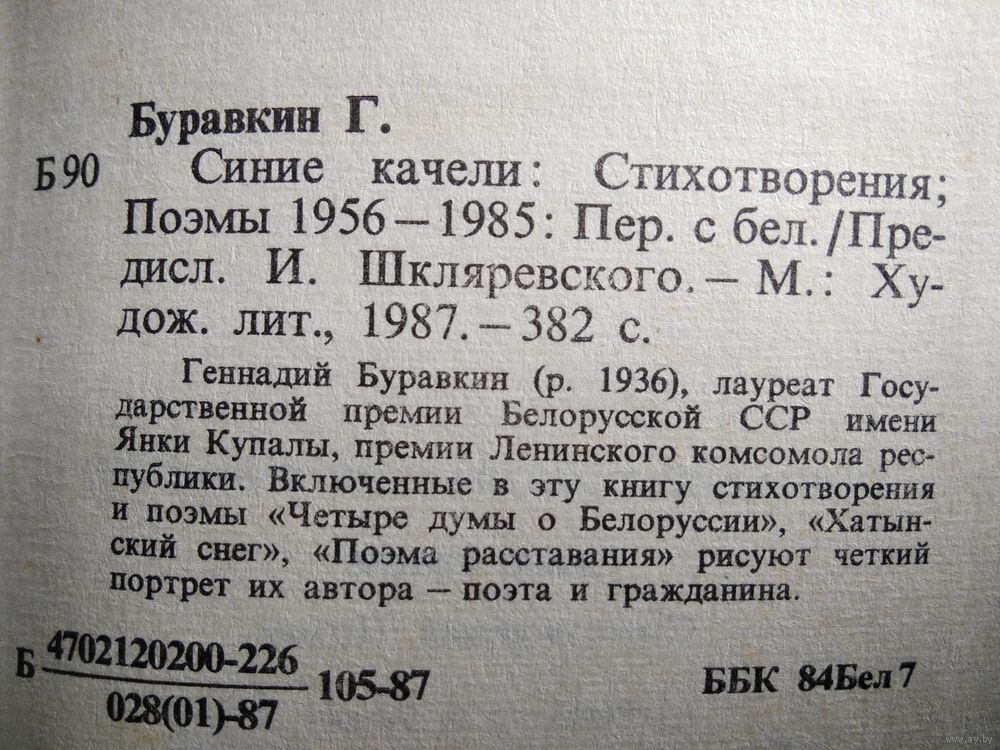 Буравкин Г.
Б90 Синие качели: Стихотворения;
Поэмы 1956—1985: Пер. с бел./Пре-
дисл. И. Шкляревского.— М.: Ху-
дож. лит., 1987.—382 с.
Геннадий Буравкин (р. 1936), лауреат Госу-
дарственной премии Белорусской ССР имени
Янки Купалы, премии Ленинского комсомола рес-
публики. Включенные в эту книгу стихотворения
и поэмы «Четыре думы о Белоруссии», «Хатын-
ский снег», «Поэма расставания» рисуют четкий
портрет их автора — поэта и гражданина.
Б 4702120200-226
028(01)-87 105-87
ББК 84Бел 7
www.ay.by